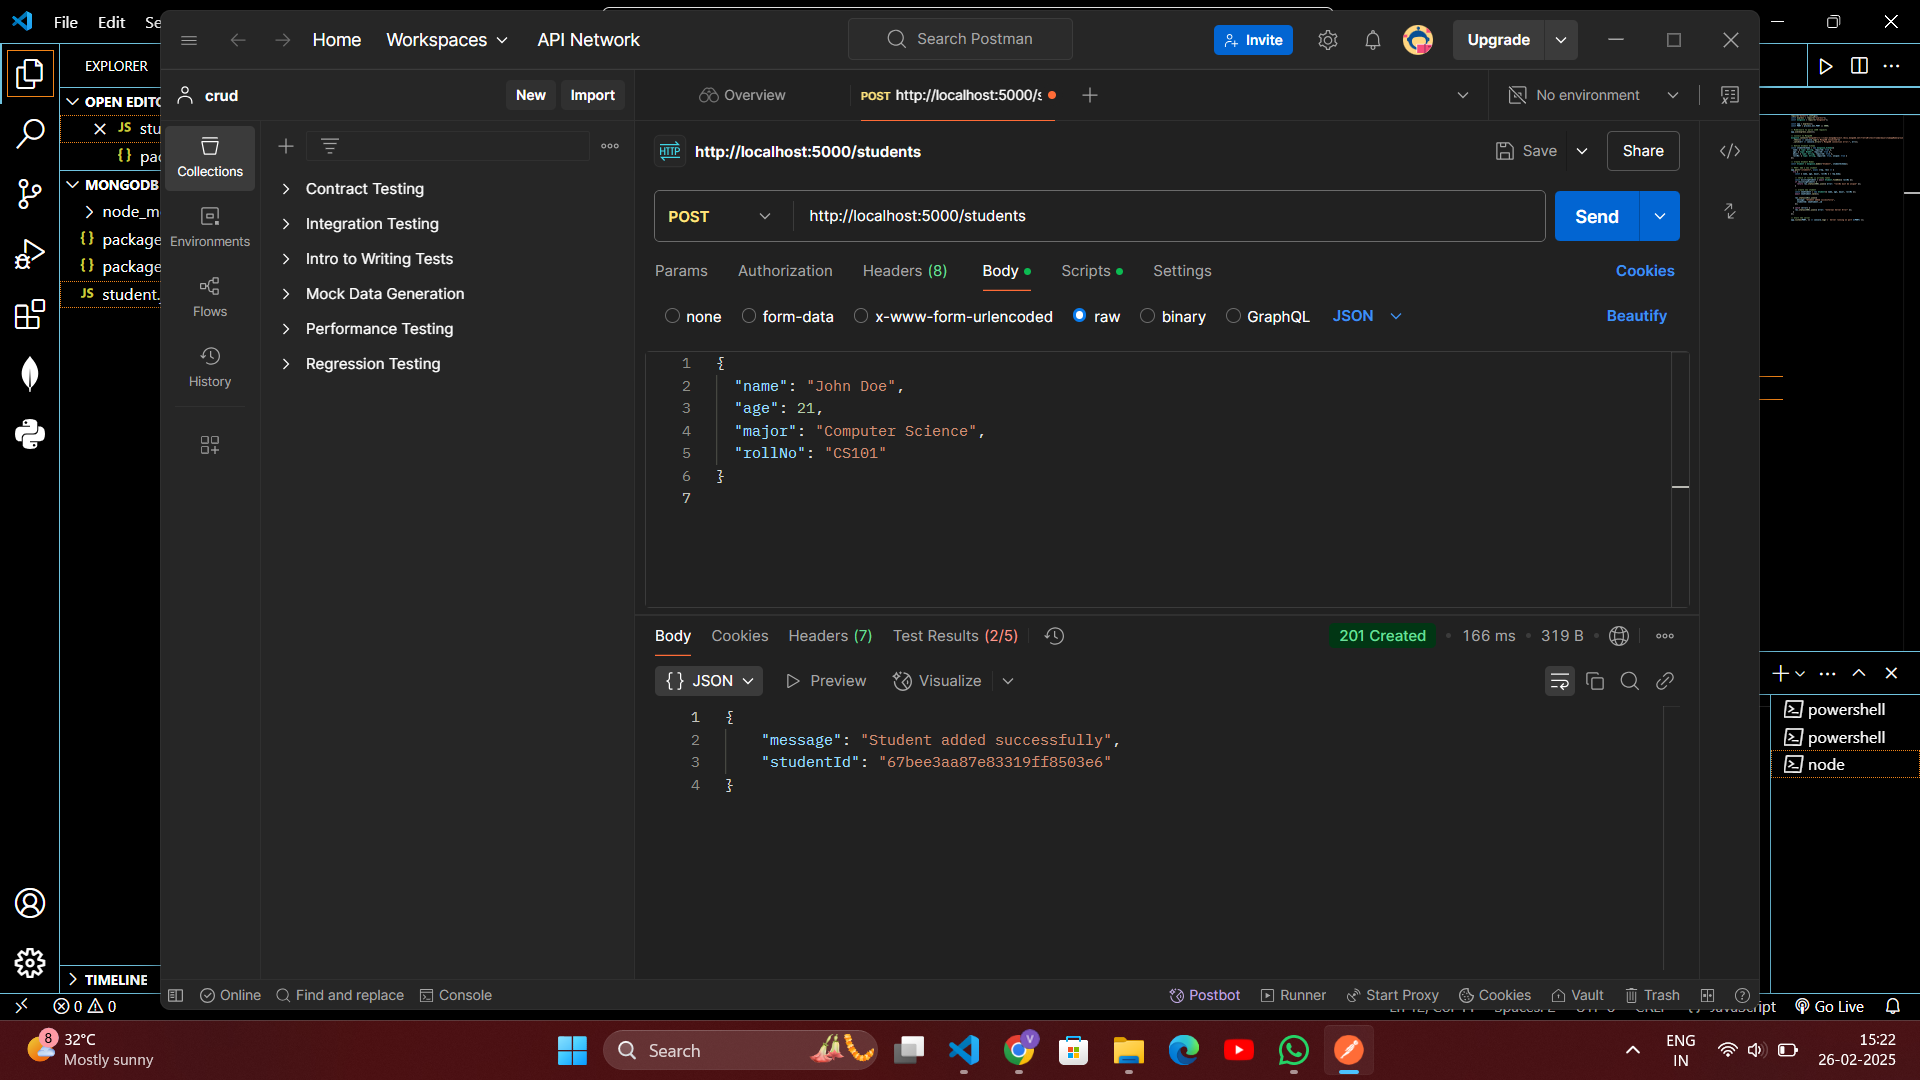 File Edit Se
Home Workspaces API Network
Search Postman
Invite
Upgrade
EXPLORER
crud
New Import
Overview
POST http://localhost:5000/s
No environment
OPEN EDITO
JS stu
{} pac
MONGODB
node_m
{} package
{} package
JS student.
TIMELINE
Collections
Environments
Flows
History
Contract Testing
Integration Testing
Intro to Writing Tests
Mock Data Generation
Performance Testing
Regression Testing
HTTP http://localhost:5000/students
Save
Share
POST http://localhost:5000/students
Send
Params Authorization Headers (8) Body Scripts Settings
Cookies
none form-data x-www-form-urlencoded raw binary GraphQL JSON
Beautify
1 {
2 "name": "John Doe",
3 "age": 21,
4 "major": "Computer Science",
5 "rollNo": "CS101"
6 }
7
Body Cookies Headers (7) Test Results (2/5)
201 Created 166 ms 319 B
{} JSON Preview Visualize
1 {
2 "message": "Student added successfully",
3 "studentId": "67bee3aa87e83319ff8503e6"
4 }
powershell
powershell
node
Online Find and replace Console
Postbot Runner Start Proxy Cookies Vault Trash
0 0
Go Live
8
32°C
Mostly sunny
Search
V
ENG
IN
15:22
26-02-2025